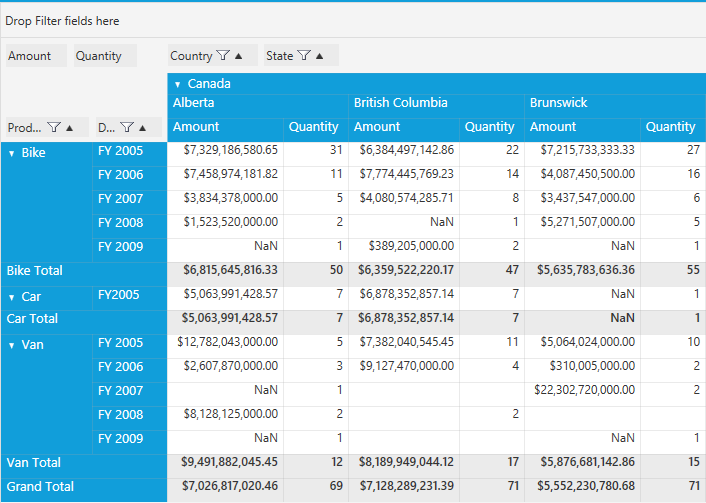 Drop Filter fields here
Amount Quantity Country State
Canada
Alberta British Columbia Brunswick
Prod... D... Amount Quantity Amount Quantity Amount Quantity
Bike FY 2005 $7,329,186,580.65 31 $6,384,497,142.86 22 $7,215,733,333.33 27
FY 2006 $7,458,974,181.82 11 $7,774,445,769.23 14 $4,087,450,500.00 16
FY 2007 $3,834,378,000.00 5 $4,080,574,285.71 8 $3,437,547,000.00 6
FY 2008 $1,523,520,000.00 2 NaN 1 $5,271,507,000.00 5
FY 2009 NaN 1 $389,205,000.00 2 NaN 1
Bike Total $6,815,645,816.33 50 $6,359,522,220.17 47 $5,635,783,636.36 55
Car FY2005 $5,063,991,428.57 7 $6,878,352,857.14 7 NaN 1
Car Total $5,063,991,428.57 7 $6,878,352,857.14 7 NaN 1
Van FY 2005 $12,782,043,000.00 5 $7,382,040,545.45 11 $5,064,024,000.00 10
FY 2006 $2,607,870,000.00 3 $9,127,470,000.00 4 $310,005,000.00 2
FY 2007 NaN 1 $22,302,720,000.00 2
FY 2008 $8,128,125,000.00 2 2
FY 2009 NaN 1 NaN 1
Van Total $9,491,882,045.45 12 $8,189,949,044.12 17 $5,876,681,142.86 15
Grand Total $7,026,817,020.46 69 $7,128,289,231.39 71 $5,552,230,780.68 71